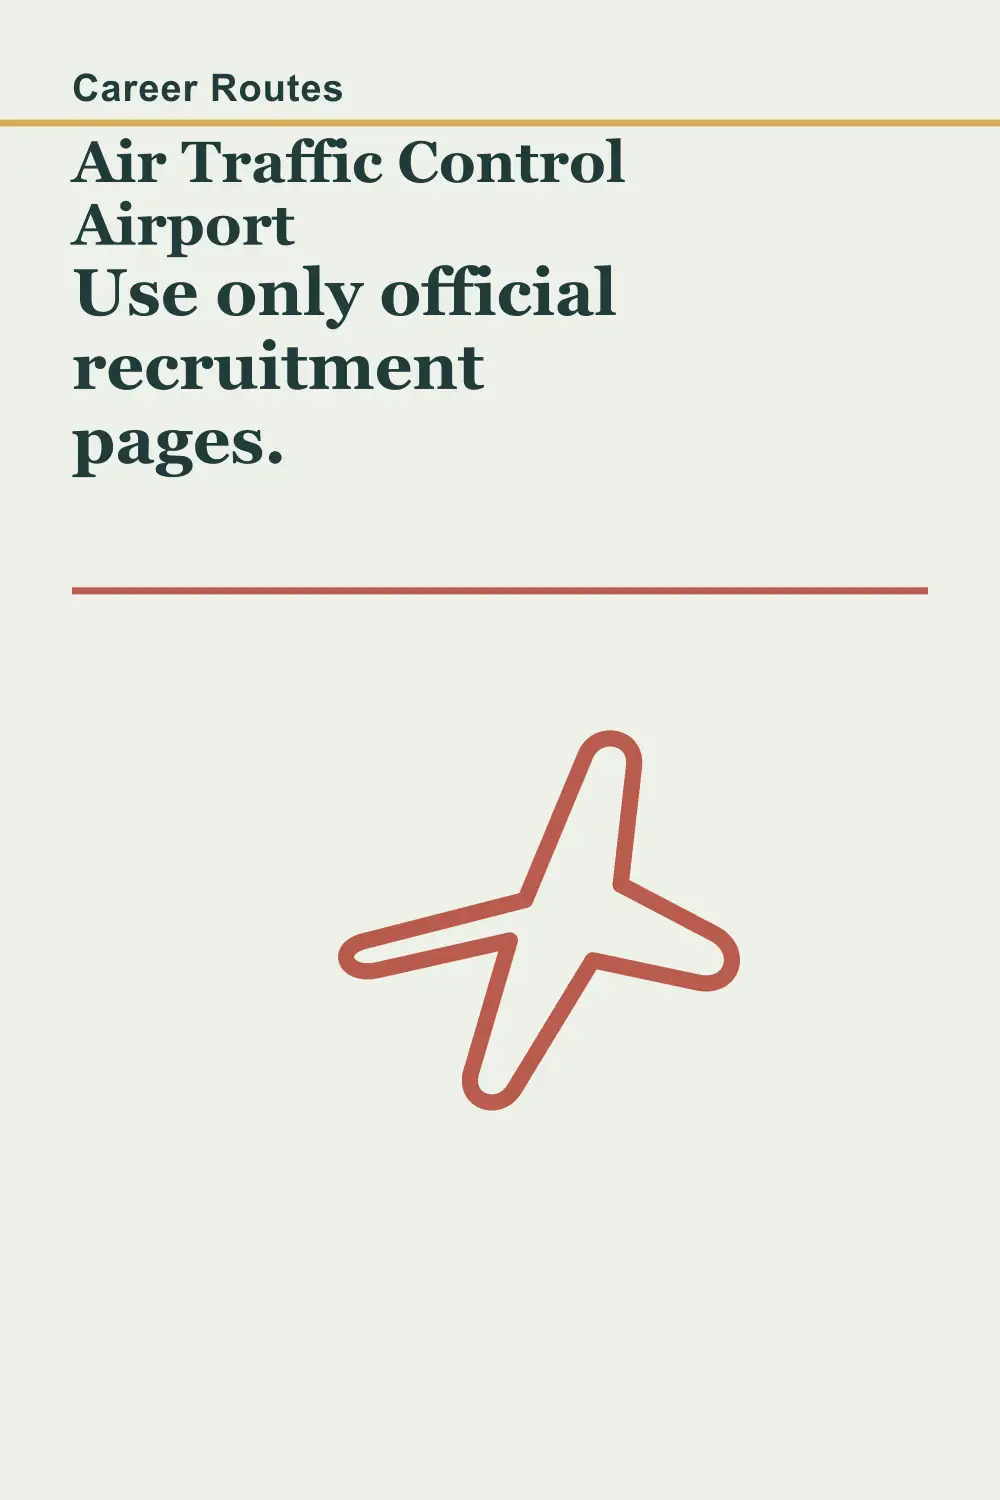 Career Routes
Air Traffic Control
Airport
Use only official
recruitment
pages.